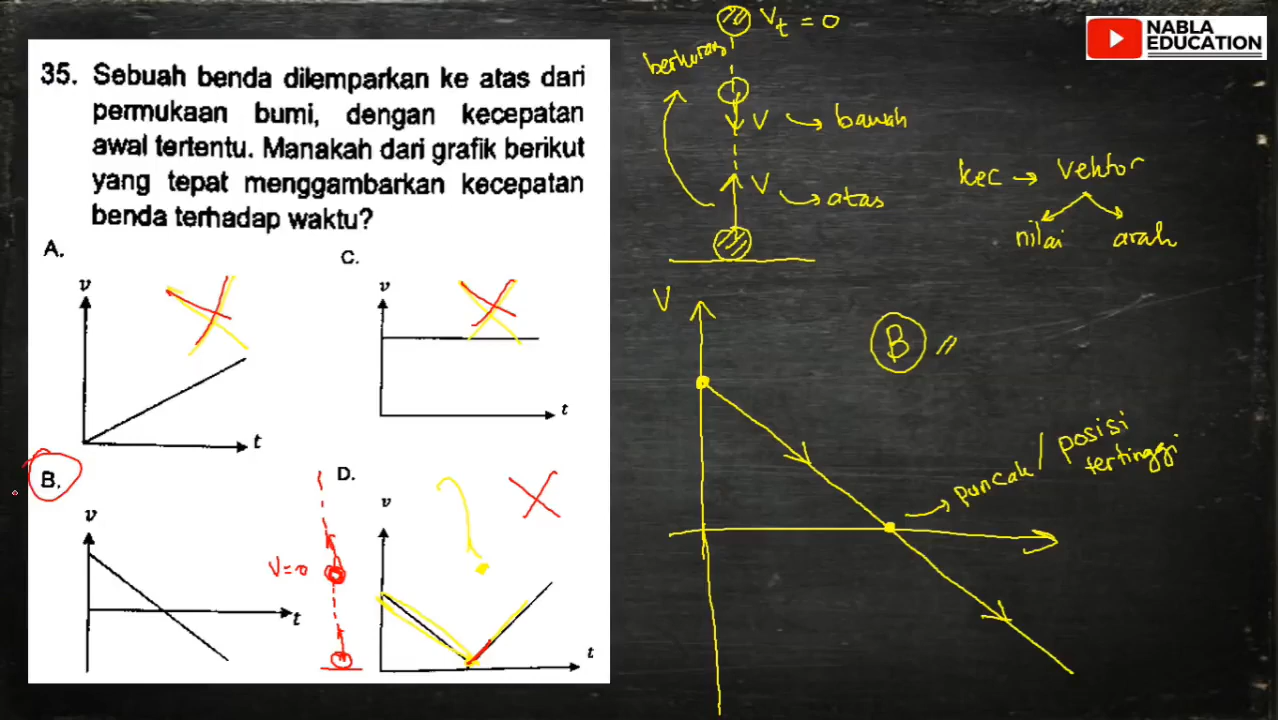 35. Sebuah benda dilemparkan ke atas dari
permukaan bumi, dengan kecepatan
awal tertentu. Manakah dari grafik berikut
yang tepat menggambarkan kecepatan
benda terhadap waktu?
A.
v
t
B.
v
t
C.
v
t
D.
v
t
V=0
Vt = 0
berkurang
V → bawah
V → atas
kec → Vektor
nilai arah
V
B
puncak / posisi
tertinggi
NABLA
EDUCATION